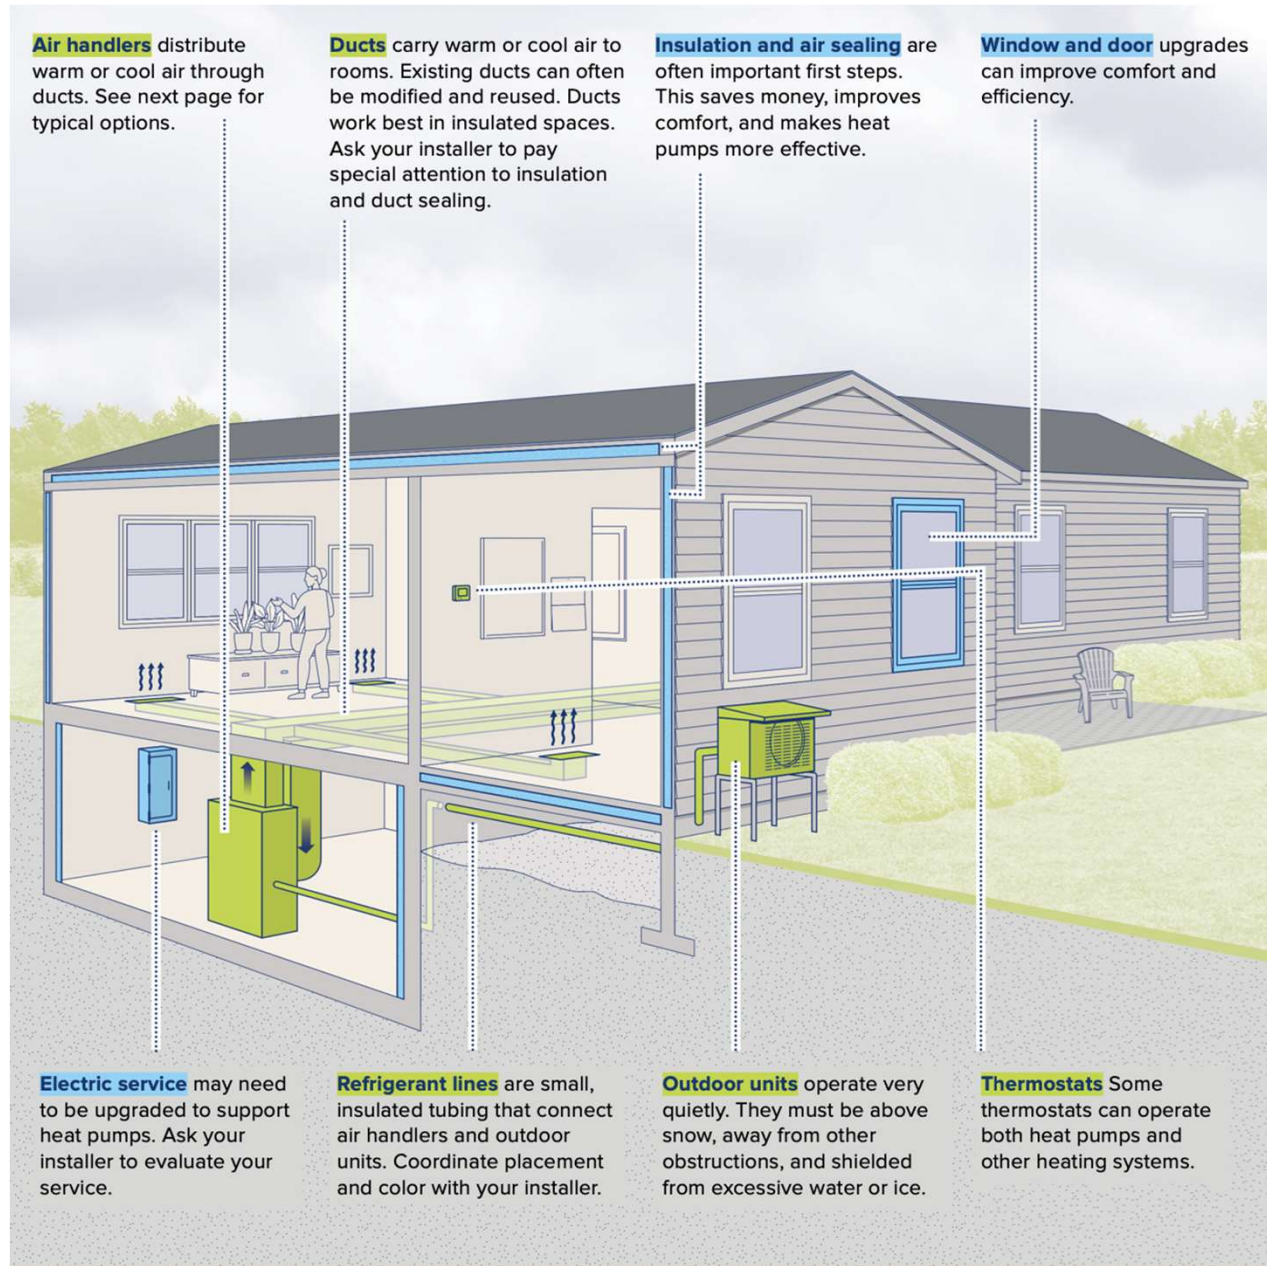 Air handlers distribute
warm or cool air through
ducts. See next page for
typical options.
Ducts carry warm or cool air to
rooms. Existing ducts can often
be modified and reused. Ducts
work best in insulated spaces.
Ask your installer to pay
special attention to insulation
and duct sealing.
Insulation and air sealing are
often important first steps.
This saves money, improves
comfort, and makes heat
pumps more effective.
Window and door upgrades
can improve comfort and
efficiency.
Electric service may need
to be upgraded to support
heat pumps. Ask your
installer to evaluate your
service.
Refrigerant lines are small,
insulated tubing that connect
air handlers and outdoor
units. Coordinate placement
and color with your installer.
Outdoor units operate very
quietly. They must be above
snow, away from other
obstructions, and shielded
from excessive water or ice.
Thermostats Some
thermostats can operate
both heat pumps and
other heating systems.